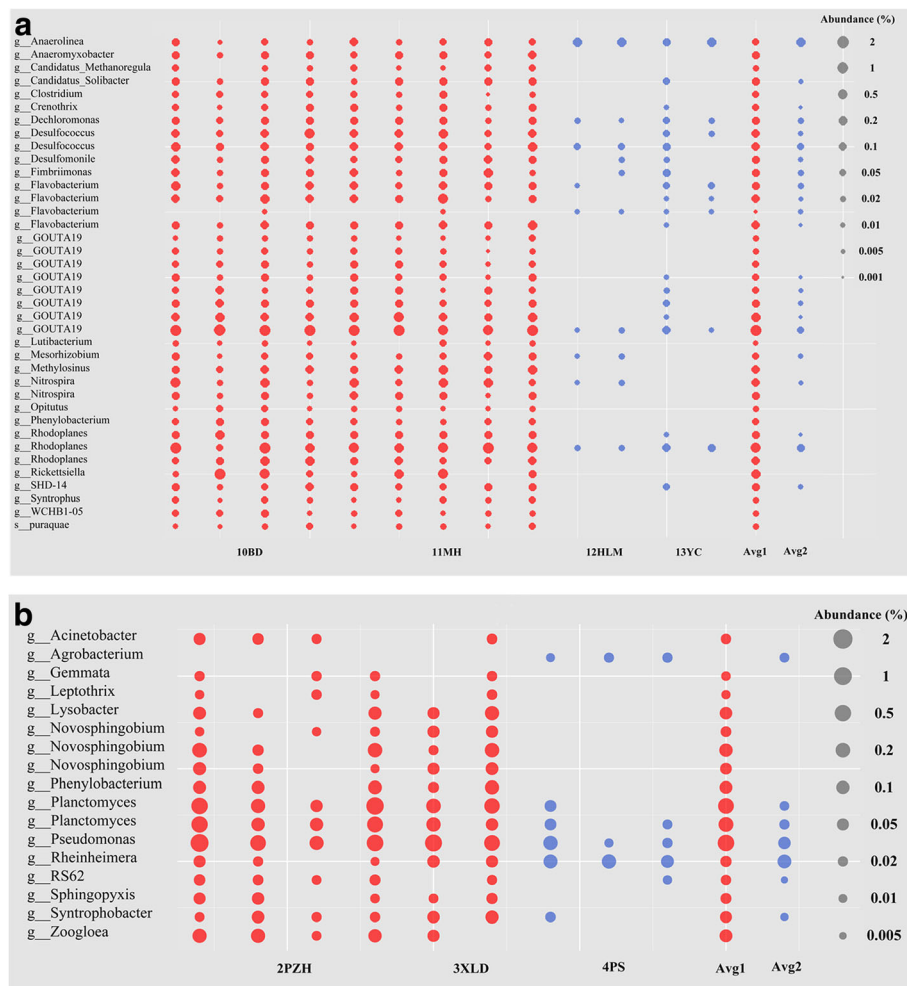 a
Abundance (%)
g__Anaerolinea
2
g__Anaeromyxobacter
g__Candidatus_Methanoregula
1
g__Candidatus_Solibacter
g__Clostridium
0.5
g__Crenothrix
g__Dechloromonas
0.2
g__Desulfococcus
g__Desulfococcus
0.1
g__Desulfomonile
g__Fimbriimonas
0.05
g__Flavobacterium
g__Flavobacterium
0.02
g__Flavobacterium
g__Flavobacterium
0.01
g__GOUTA19
g__GOUTA19
0.005
g__GOUTA19
g__GOUTA19
0.001
g__GOUTA19
g__GOUTA19
g__GOUTA19
g__GOUTA19
g__Lutibacterium
g__Mesorhizobium
g__Methylosinus
g__Nitrospira
g__Nitrospira
g__Opitutus
g__Phenylobacterium
g__Rhodoplanes
g__Rhodoplanes
g__Rhodoplanes
g__Rickettsiella
g__SHD-14
g__Syntrophus
g__WCHB1-05
s__puraquae
10BD 11MH 12HLM 13YC Avg1 Avg2
b
Abundance (%)
g__Acinetobacter
2
g__Agrobacterium
g__Gemmata
1
g__Leptothrix
g__Lysobacter
0.5
g__Novosphingobium
g__Novosphingobium
0.2
g__Novosphingobium
g__Phenylobacterium
0.1
g__Planctomyces
g__Planctomyces
0.05
g__Pseudomonas
g__Rheinheimera
0.02
g__RS62
g__Sphingopyxis
0.01
g__Syntrophobacter
g__Zoogloea
0.005
2PZH 3XLD 4PS Avg1 Avg2